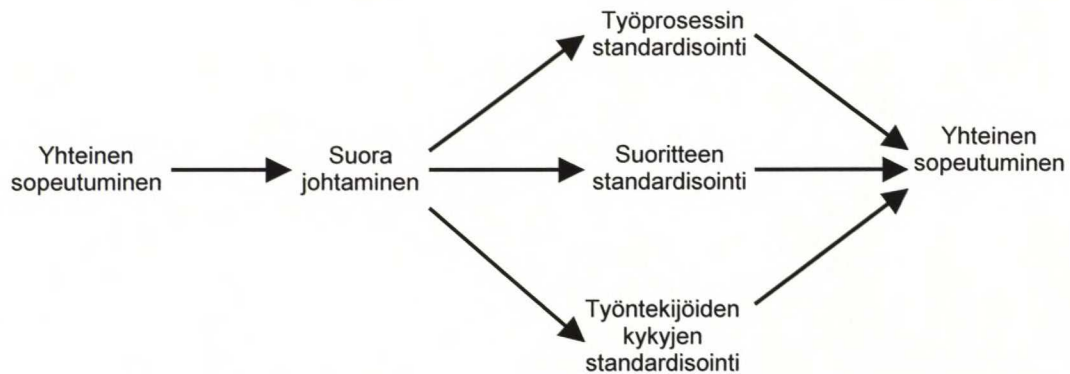 Yhteinen
sopeutuminen
Suora
johtaminen
Työprosessin
standardisointi
Suoritteen
standardisointi
Työntekijöiden
kykyjen
standardisointi
Yhteinen
sopeutuminen